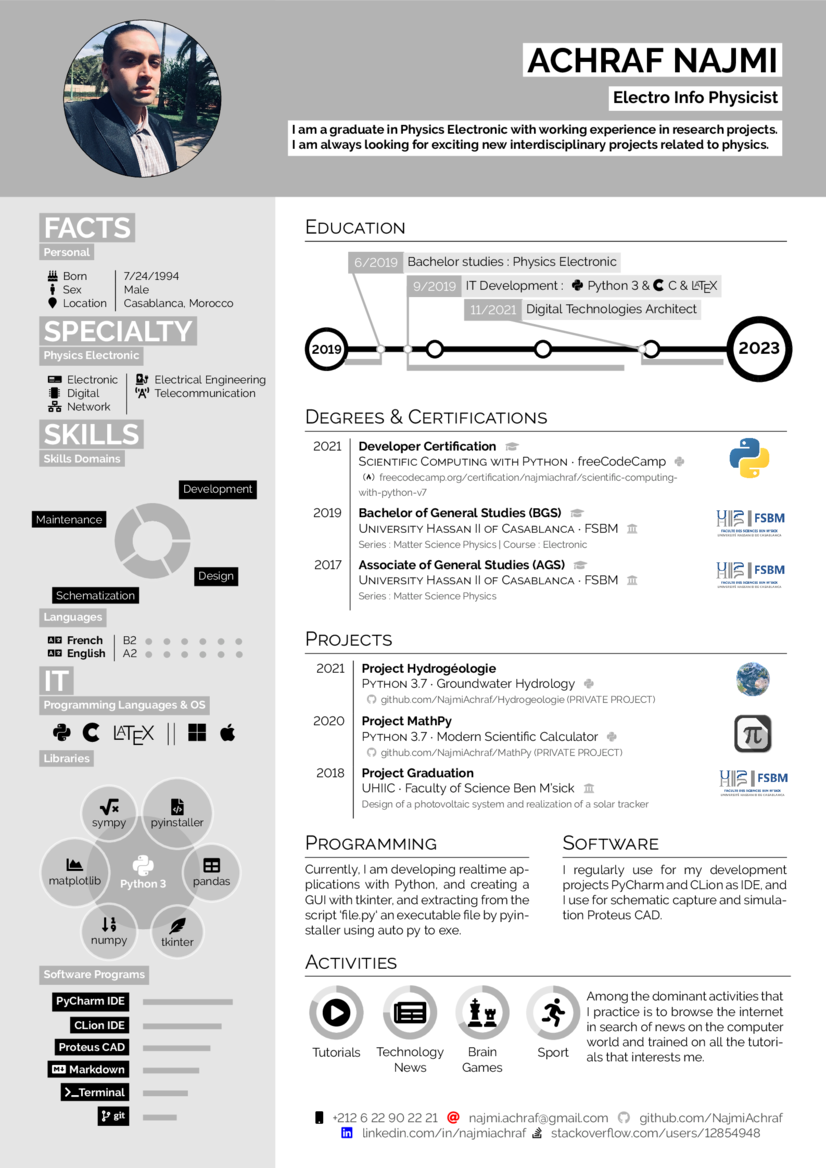 ACHRAF NAJMI
Electro Info Physicist
I am a graduate in Physics Electronic with working experience in research projects.
I am always looking for exciting new interdisciplinary projects related to physics.
FACTS
Personal
Born 7/24/1994
Sex Male
Location Casablanca, Morocco
SPECIALTY
Physics Electronic
Electronic Electrical Engineering
Digital Telecommunication
Network
SKILLS
Skills Domains
Development
Maintenance
Design
Schematization
Languages
French B2
English A2
IT
Programming Languages & OS
LATEX
Libraries
sympy pyinstaller
matplotlib Python 3 pandas
numpy tkinter
Software Programs
PyCharm IDE
CLion IDE
Proteus CAD
Markdown
>_Terminal
git
EDUCATION
6/2019 Bachelor studies : Physics Electronic
9/2019 IT Development : Python 3 & C & LATEX
11/2021 Digital Technologies Architect
2019 2023
DEGREES & CERTIFICATIONS
2021 Developer Certification
SCIENTIFIC COMPUTING WITH PYTHON · freeCodeCamp
freecodecamp.org/certification/najmiachraf/scientific-computing-
with-python-v7
2019 Bachelor of General Studies (BGS)
UNIVERSITY HASSAN II OF CASABLANCA · FSBM
Series : Matter Science Physics | Course : Electronic
FSBM
2017 Associate of General Studies (AGS)
UNIVERSITY HASSAN II OF CASABLANCA · FSBM
Series : Matter Science Physics
FSBM
PROJECTS
2021 Project Hydrogéologie
PYTHON 3.7 · Groundwater Hydrology
github.com/NajmiAchraf/Hydrogeologie (PRIVATE PROJECT)
2020 Project MathPy
PYTHON 3.7 · Modern Scientific Calculator
github.com/NajmiAchraf/MathPy (PRIVATE PROJECT)
π
2018 Project Graduation
UHIIC · Faculty of Science Ben M'sick
Design of a photovoltaic system and realization of a solar tracker
FSBM
PROGRAMMING
Currently, I am developing realtime ap-
plications with Python, and creating a
GUI with tkinter, and extracting from the
script 'file.py' an executable file by pyin-
staller using auto py to exe.
SOFTWARE
I regularly use for my development
projects PyCharm and CLion as IDE, and
I use for schematic capture and simula-
tion Proteus CAD.
ACTIVITIES
Tutorials
Technology
News
Brain
Games
Sport
Among the dominant activities that
I practice is to browse the internet
in search of news on the computer
world and trained on all the tutori-
als that interests me.
+212 6 22 90 22 21 najmi.achraf@gmail.com github.com/NajmiAchraf
linkedin.com/in/najmiachraf stackoverflow.com/users/12854948